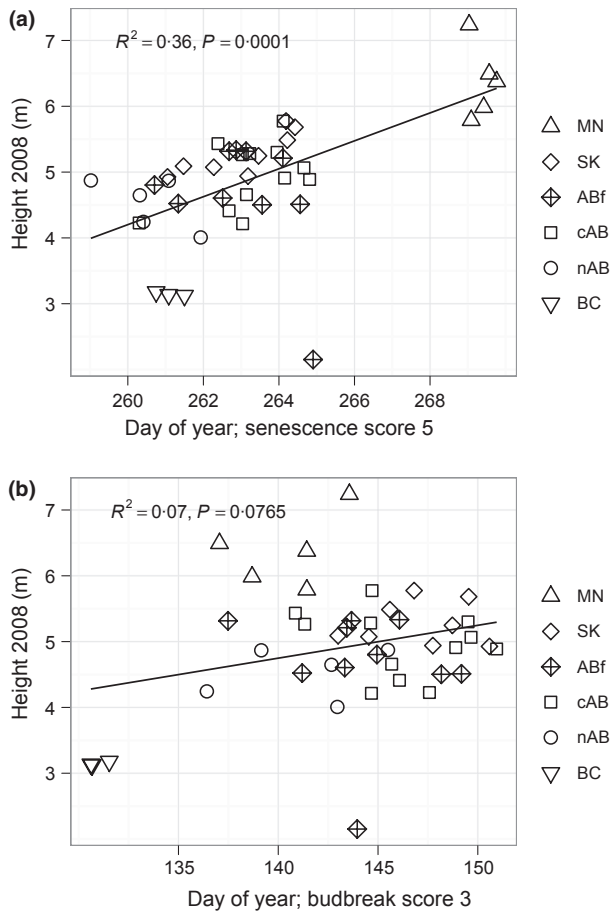 (a)
R² = 0·36, P = 0·0001
7
6
5
4
3
Height 2008 (m)
260 262 264 266 268
Day of year; senescence score 5
MN
SK
ABf
cAB
nAB
BC
(b)
R² = 0·07, P = 0·0765
7
6
5
4
3
Height 2008 (m)
135 140 145 150
Day of year; budbreak score 3
MN
SK
ABf
cAB
nAB
BC